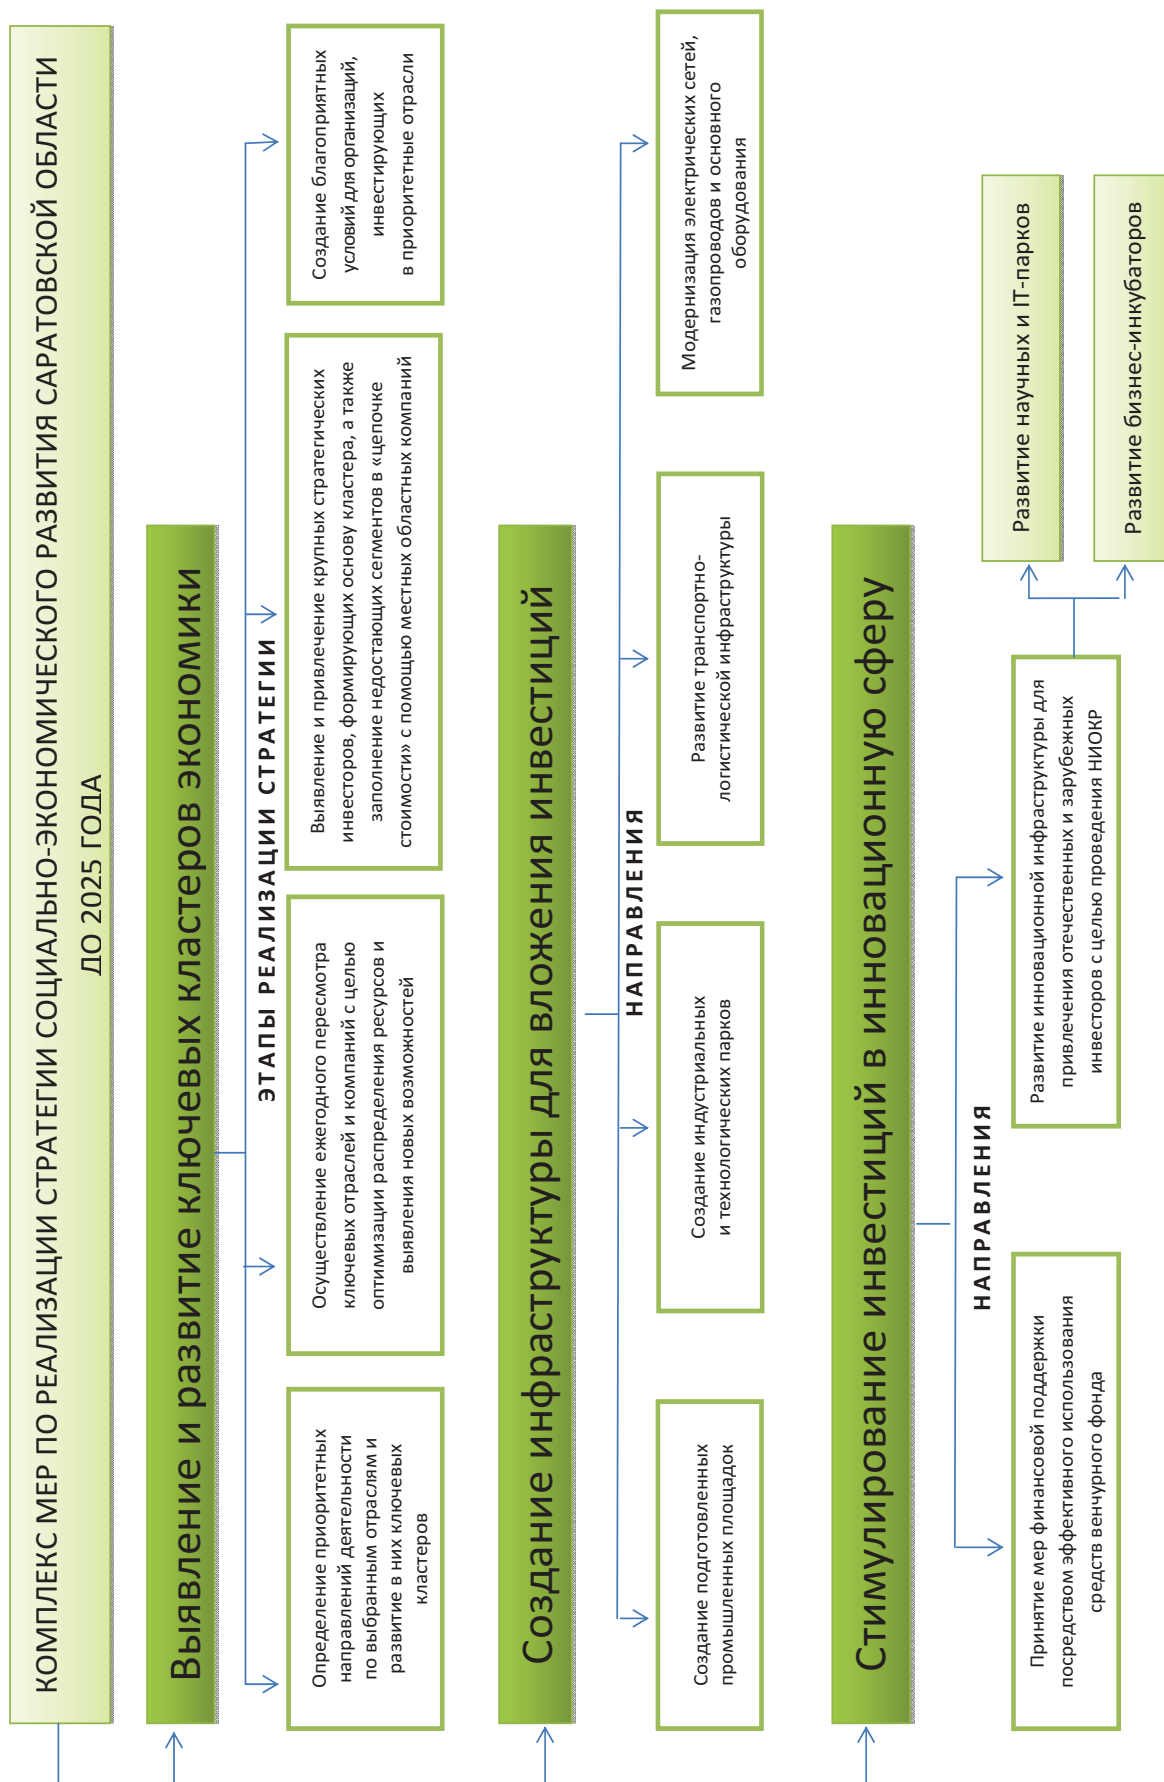 КОМПЛЕКС МЕР ПО РЕАЛИЗАЦИИ СТРАТЕГИИ СОЦИАЛЬНО-ЭКОНОМИЧЕСКОГО РАЗВИТИЯ САРАТОВСКОЙ ОБЛАСТИ
ДО 2025 ГОДА
Выявление и развитие ключевых кластеров экономики
ЭТАПЫ РЕАЛИЗАЦИИ СТРАТЕГИИ
Определение приоритетных
направлений деятельности
по выбранным отраслям и
развитие в них ключевых
кластеров
Осуществление ежегодного пересмотра
ключевых отраслей и компаний с целью
оптимизации распределения ресурсов и
выявления новых возможностей
Выявление и привлечение крупных стратегических
инвесторов, формирующих основу кластера, а также
заполнение недостающих сегментов в «цепочке
стоимости» с помощью местных областных компаний
Создание благоприятных
условий для организаций,
инвестирующих
в приоритетные отрасли
Создание инфраструктуры для вложения инвестиций
НАПРАВЛЕНИЯ
Создание подготовленных
промышленных площадок
Создание индустриальных
и технологических парков
Развитие транспортно-
логистической инфраструктуры
Модернизация электрических сетей,
газопроводов и основного
оборудования
Стимулирование инвестиций в инновационную сферу
НАПРАВЛЕНИЯ
Принятие мер финансовой поддержки
посредством эффективного использования
средств венчурного фонда
Развитие инновационной инфраструктуры для
привлечения отечественных и зарубежных
инвесторов с целью проведения НИОКР
Развитие научных и IT-парков
Развитие бизнес-инкубаторов